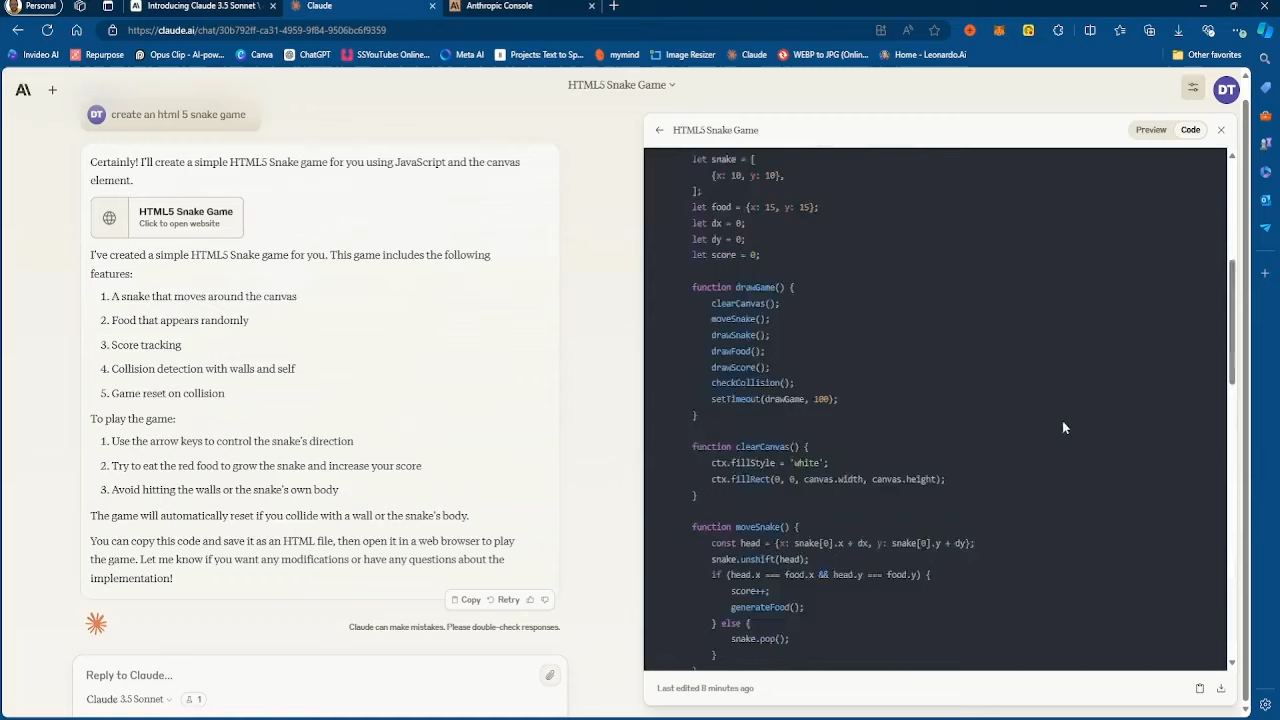 Personal
Introducing Claude 3.5 Sonnet \
Claude
Anthropic Console
https://claude.ai/chat/30b792ff-ca31-4959-9f84-9506bc6f9359
Invideo AI
Repurpose
Opus Clip - AI-pow...
Canva
ChatGPT
SSYouTube: Onlin...
Meta AI
Projects: Text to Sp...
mymind
Image Resizer
Claude
WEBP to JPG (Onlin...
Home - Leonardo.Ai
Other favorites
HTML5 Snake Game
DT
DT create an html 5 snake game
Certainly! I'll create a simple HTML5 Snake game for you using JavaScript and the canvas
element.
HTML5 Snake Game
Click to open website
I've created a simple HTML5 Snake game for you. This game includes the following
features:
1. A snake that moves around the canvas
2. Food that appears randomly
3. Score tracking
4. Collision detection with walls and self
5. Game reset on collision
To play the game:
1. Use the arrow keys to control the snake's direction
2. Try to eat the red food to grow the snake and increase your score
3. Avoid hitting the walls or the snake's own body
The game will automatically reset if you collide with a wall or the snake's body.
You can copy this code and save it as an HTML file, then open it in a web browser to play
the game. Let me know if you want any modifications or have any questions about the
implementation!
Copy Retry
Claude can make mistakes. Please double-check responses.
Reply to Claude...
Claude 3.5 Sonnet
1
HTML5 Snake Game
Preview Code
let snake = [
{x: 10, y: 10},
];
let food = {x: 15, y: 15};
let dx = 0;
let dy = 0;
let score = 0;
function drawGame() {
clearCanvas();
moveSnake();
drawSnake();
drawFood();
drawScore();
checkCollision();
setTimeout(drawGame, 100);
}
function clearCanvas() {
ctx.fillStyle = 'white';
ctx.fillRect(0, 0, canvas.width, canvas.height);
}
function moveSnake() {
const head = {x: snake[0].x + dx, y: snake[0].y + dy};
snake.unshift(head);
if (head.x === food.x && head.y === food.y) {
score++;
generateFood();
} else {
snake.pop();
}
Last edited 8 minutes ago